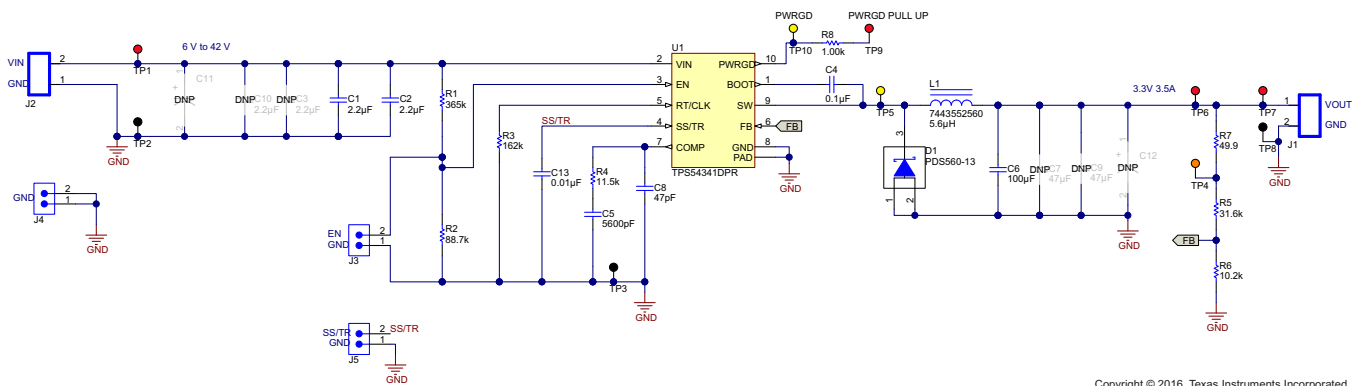 PWRGD
PWRGD PULL UP
TP10
R8
1.00k
TP9
VIN
GND
J2
2
1
TP1
6 V to 42 V
TP2
GND
1
+
2
DNP
C11
DNP
C10
2.2µF
DNP
C3
2.2µF
C1
2.2µF
C2
2.2µF
R1
365k
R2
88.7k
U1
2
VIN
3
EN
5
RT/CLK
4
SS/TR
7
COMP
PWRGD
10
BOOT
1
SW
9
FB
6
FB
GND
8
PAD
TPS54341DPR
GND
C4
0.1µF
TP5
L1
7443552560
5.6µH
3
D1
PDS560-13
1
2
C6
100µF
DNP
C7
47µF
DNP
C9
47µF
1
+
2
DNP
C12
GND
3.3V 3.5A
TP6
TP7
TP8
1
2
VOUT
GND
J1
GND
R7
49.9
TP4
R5
31.6k
FB
R6
10.2k
GND
SS/TR
R3
162k
C13
0.01µF
R4
11.5k
C5
5600pF
C8
47pF
TP3
GND
GND
2
1
J4
GND
EN
GND
2
1
J3
SS/TR
GND
2
1
SS/TR
J5
GND
Copyright © 2016, Texas Instruments Incorporated